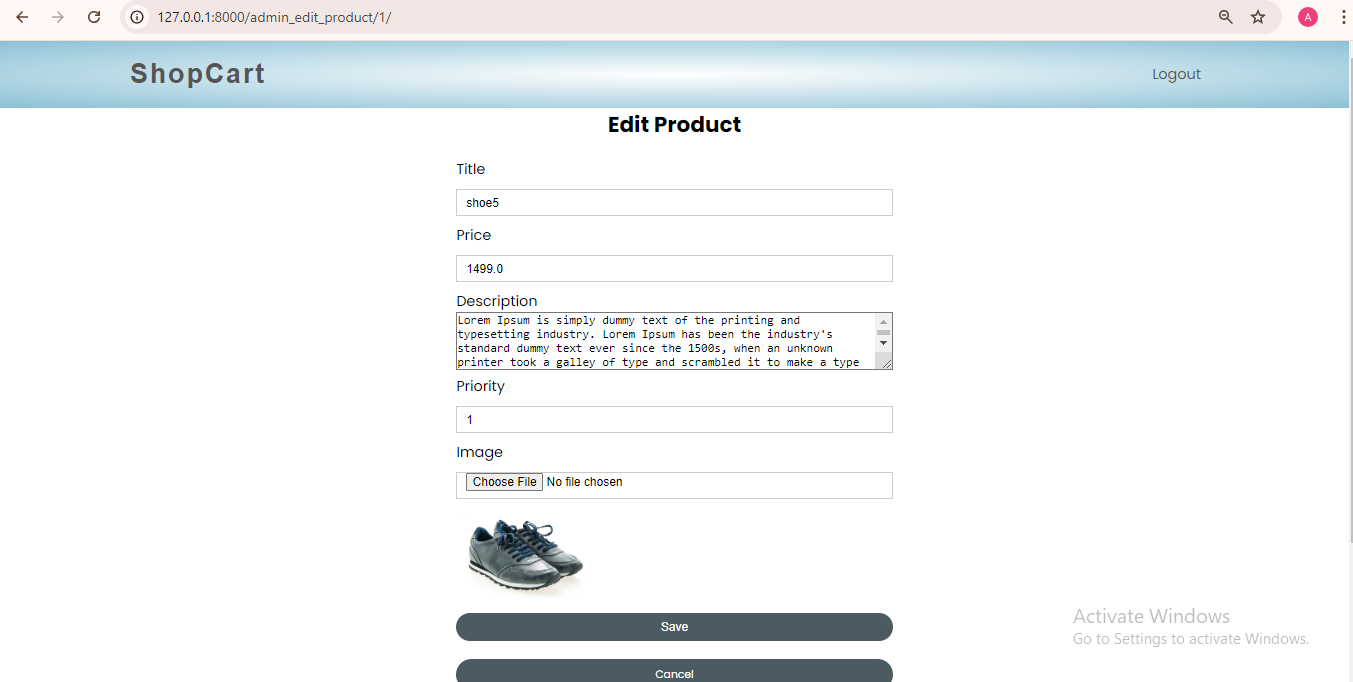 127.0.0.1:8000/admin_edit_product/1/
A
ShopCart
Logout
Edit Product
Title
shoe5
Price
1499.0
Description
Lorem Ipsum is simply dummy text of the printing and
typesetting industry. Lorem Ipsum has been the industry's
standard dummy text ever since the 1500s, when an unknown
printer took a galley of type and scrambled it to make a type
Priority
1
Image
Choose File No file chosen
Save
Activate Windows
Go to Settings to activate Windows.
Cancel